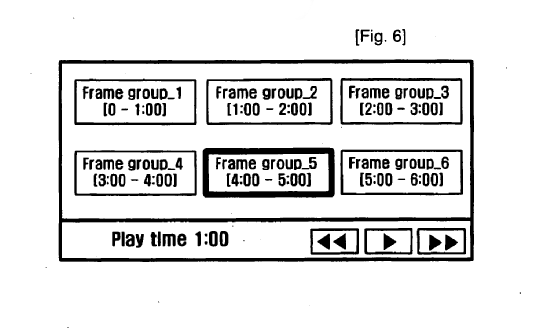 [Fig. 6]
Frame group_1
[0 - 1:00]
Frame group_2
[1:00 - 2:00]
Frame group_3
[2:00 - 3:00]
Frame group_4
[3:00 - 4:00]
Frame group_5
[4:00 - 5:00]
Frame group_6
[5:00 - 6:00]
Play time 1:00